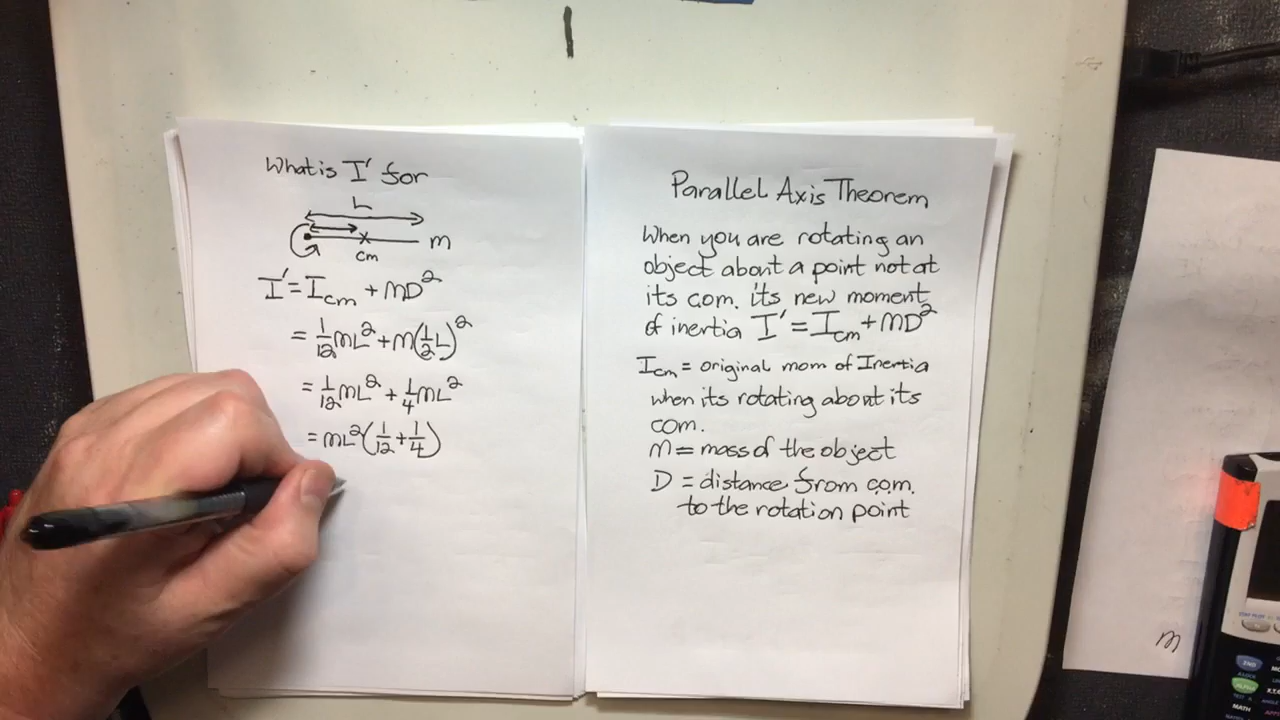 What is I' for
L
m
cm
I' = Icm + MD²
= 1/12 mL² + M(1/2 L)²
= 1/12 mL² + 1/4 mL²
= mL²(1/12 + 1/4)
Parallel Axis Theorem
When you are rotating an
object about a point not at
its com. its new moment
of inertia I' = Icm + MD²
Icm = original mom of Inertia
when its rotating about its
com.
M = mass of the object
D = distance from com.
to the rotation point
m
END
ALPHA
MATH